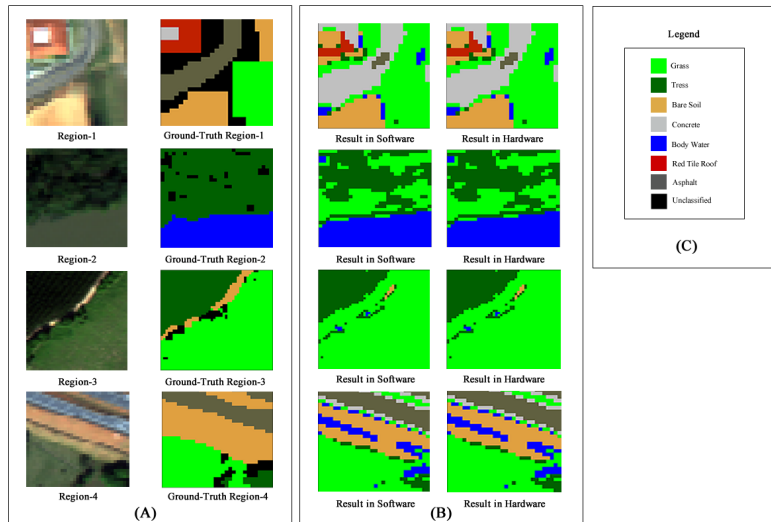 Region-1
Ground-Truth Region-1
Region-2
Ground-Truth Region-2
Region-3
Ground-Truth Region-3
Region-4
Ground-Truth Region-4
(A)
Result in Software
Result in Hardware
Result in Software
Result in Hardware
Result in Software
Result in Hardware
Result in Software
Result in Hardware
(B)
Legend
Grass
Tress
Bare Soil
Concrete
Body Water
Red Tile Roof
Asphalt
Unclassified
(C)